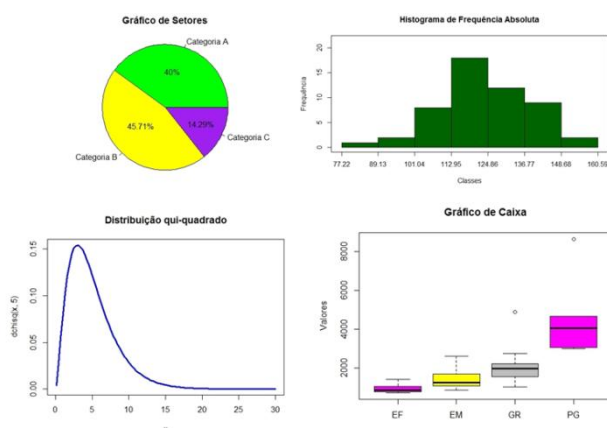 Gráfico de Setores
Categoria A
40%
45.71%
14.29%
Categoria B
Categoria C
Histograma de Frequência Absoluta
Frequência
20
15
10
5
0
77.22 89.13 101.04 112.95 124.86 136.77 148.68 160.59
Classes
Distribuição qui-quadrado
dchisq(x, 5)
0.15
0.10
0.05
0.00
0 5 10 15 20 25 30
Gráfico de Caixa
Valores
8000
6000
4000
2000
EF EM GR PG